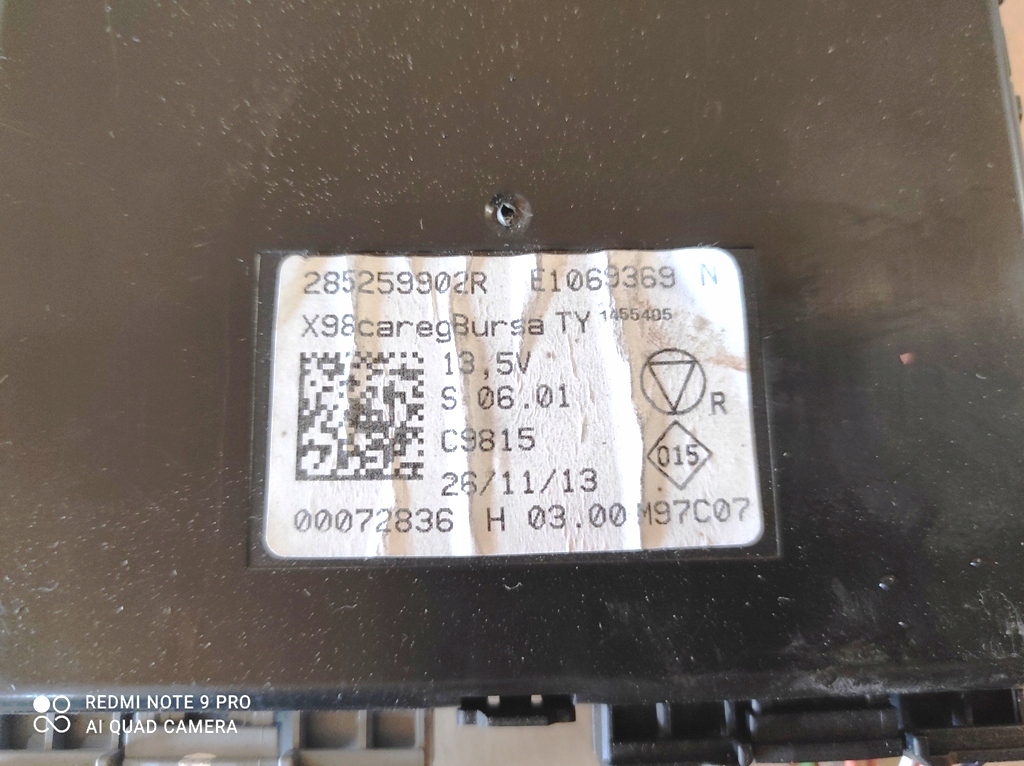 285259902R E1069369 N
X98caregBursa TY 1455405
13,5V
S 06.01
R
C9815
015
26/11/13
00072836 H 03.00 M97C07
REDMI NOTE 9 PRO
AI QUAD CAMERA